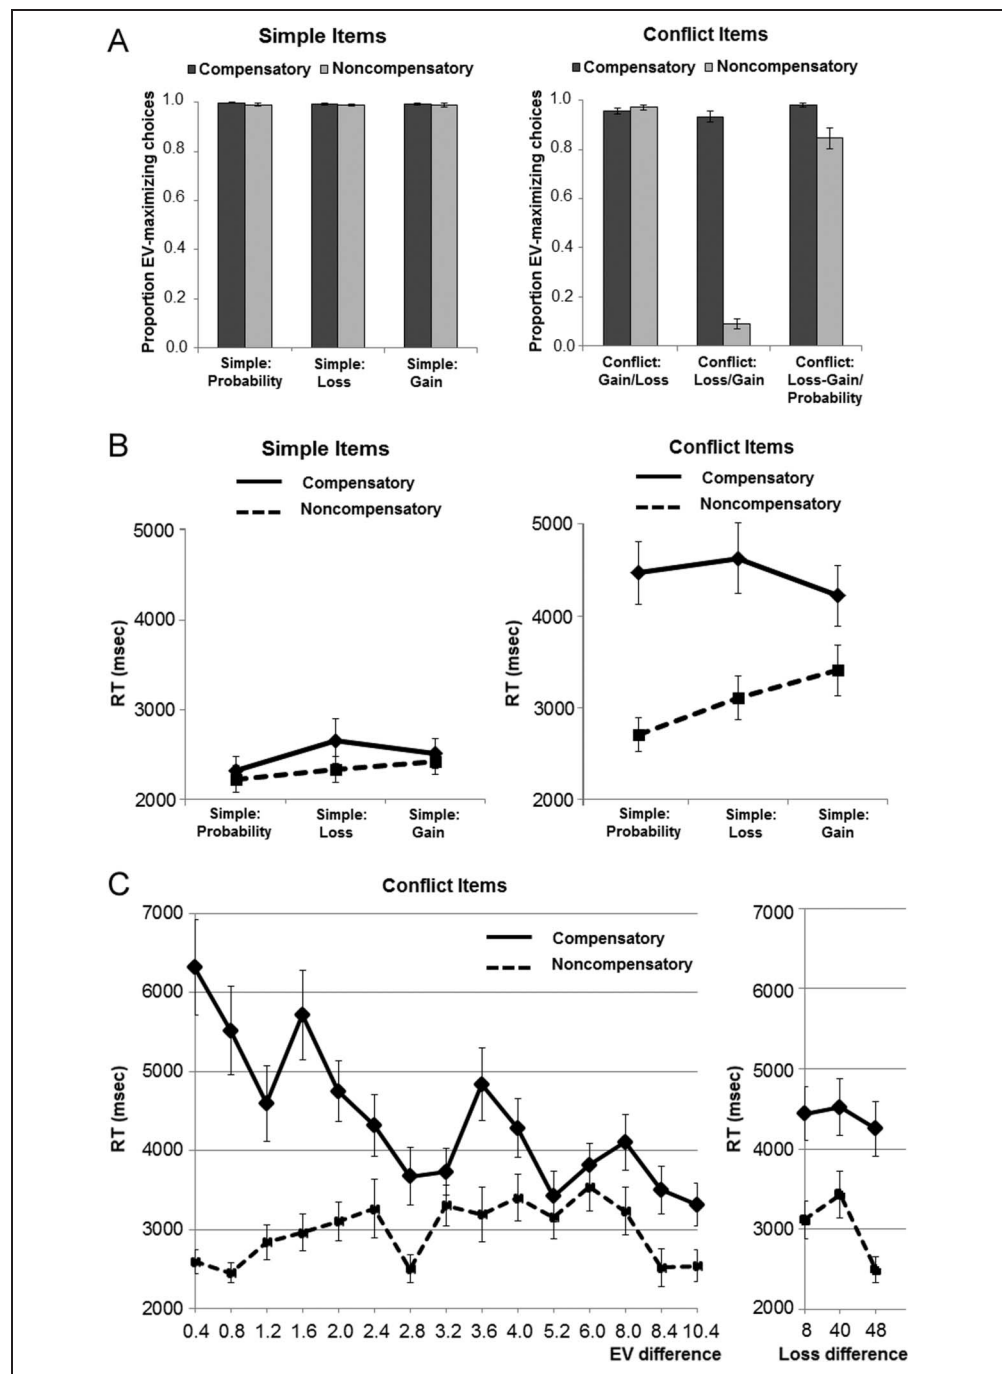 A
Simple Items
Compensatory Noncompensatory
Proportion EV-maximizing choices
1.0
0.8
0.6
0.4
0.2
0.0
Simple: Simple: Simple:
Probability Loss Gain
Conflict Items
Compensatory Noncompensatory
Proportion EV-maximizing choices
1.0
0.8
0.6
0.4
0.2
0.0
Conflict: Conflict: Conflict:
Gain/Loss Loss/Gain Loss-Gain/
Probability
B
Simple Items
Compensatory
Noncompensatory
RT (msec)
5000
4000
3000
2000
Simple: Simple: Simple:
Probability Loss Gain
Conflict Items
Compensatory
Noncompensatory
RT (msec)
5000
4000
3000
2000
Simple: Simple: Simple:
Probability Loss Gain
C
Conflict Items
Compensatory
Noncompensatory
RT (msec)
7000
6000
5000
4000
3000
2000
0.4 0.8 1.2 1.6 2.0 2.4 2.8 3.2 3.6 4.0 5.2 6.0 8.0 8.4 10.4
EV difference
RT (msec)
7000
6000
5000
4000
3000
2000
8 40 48
Loss difference